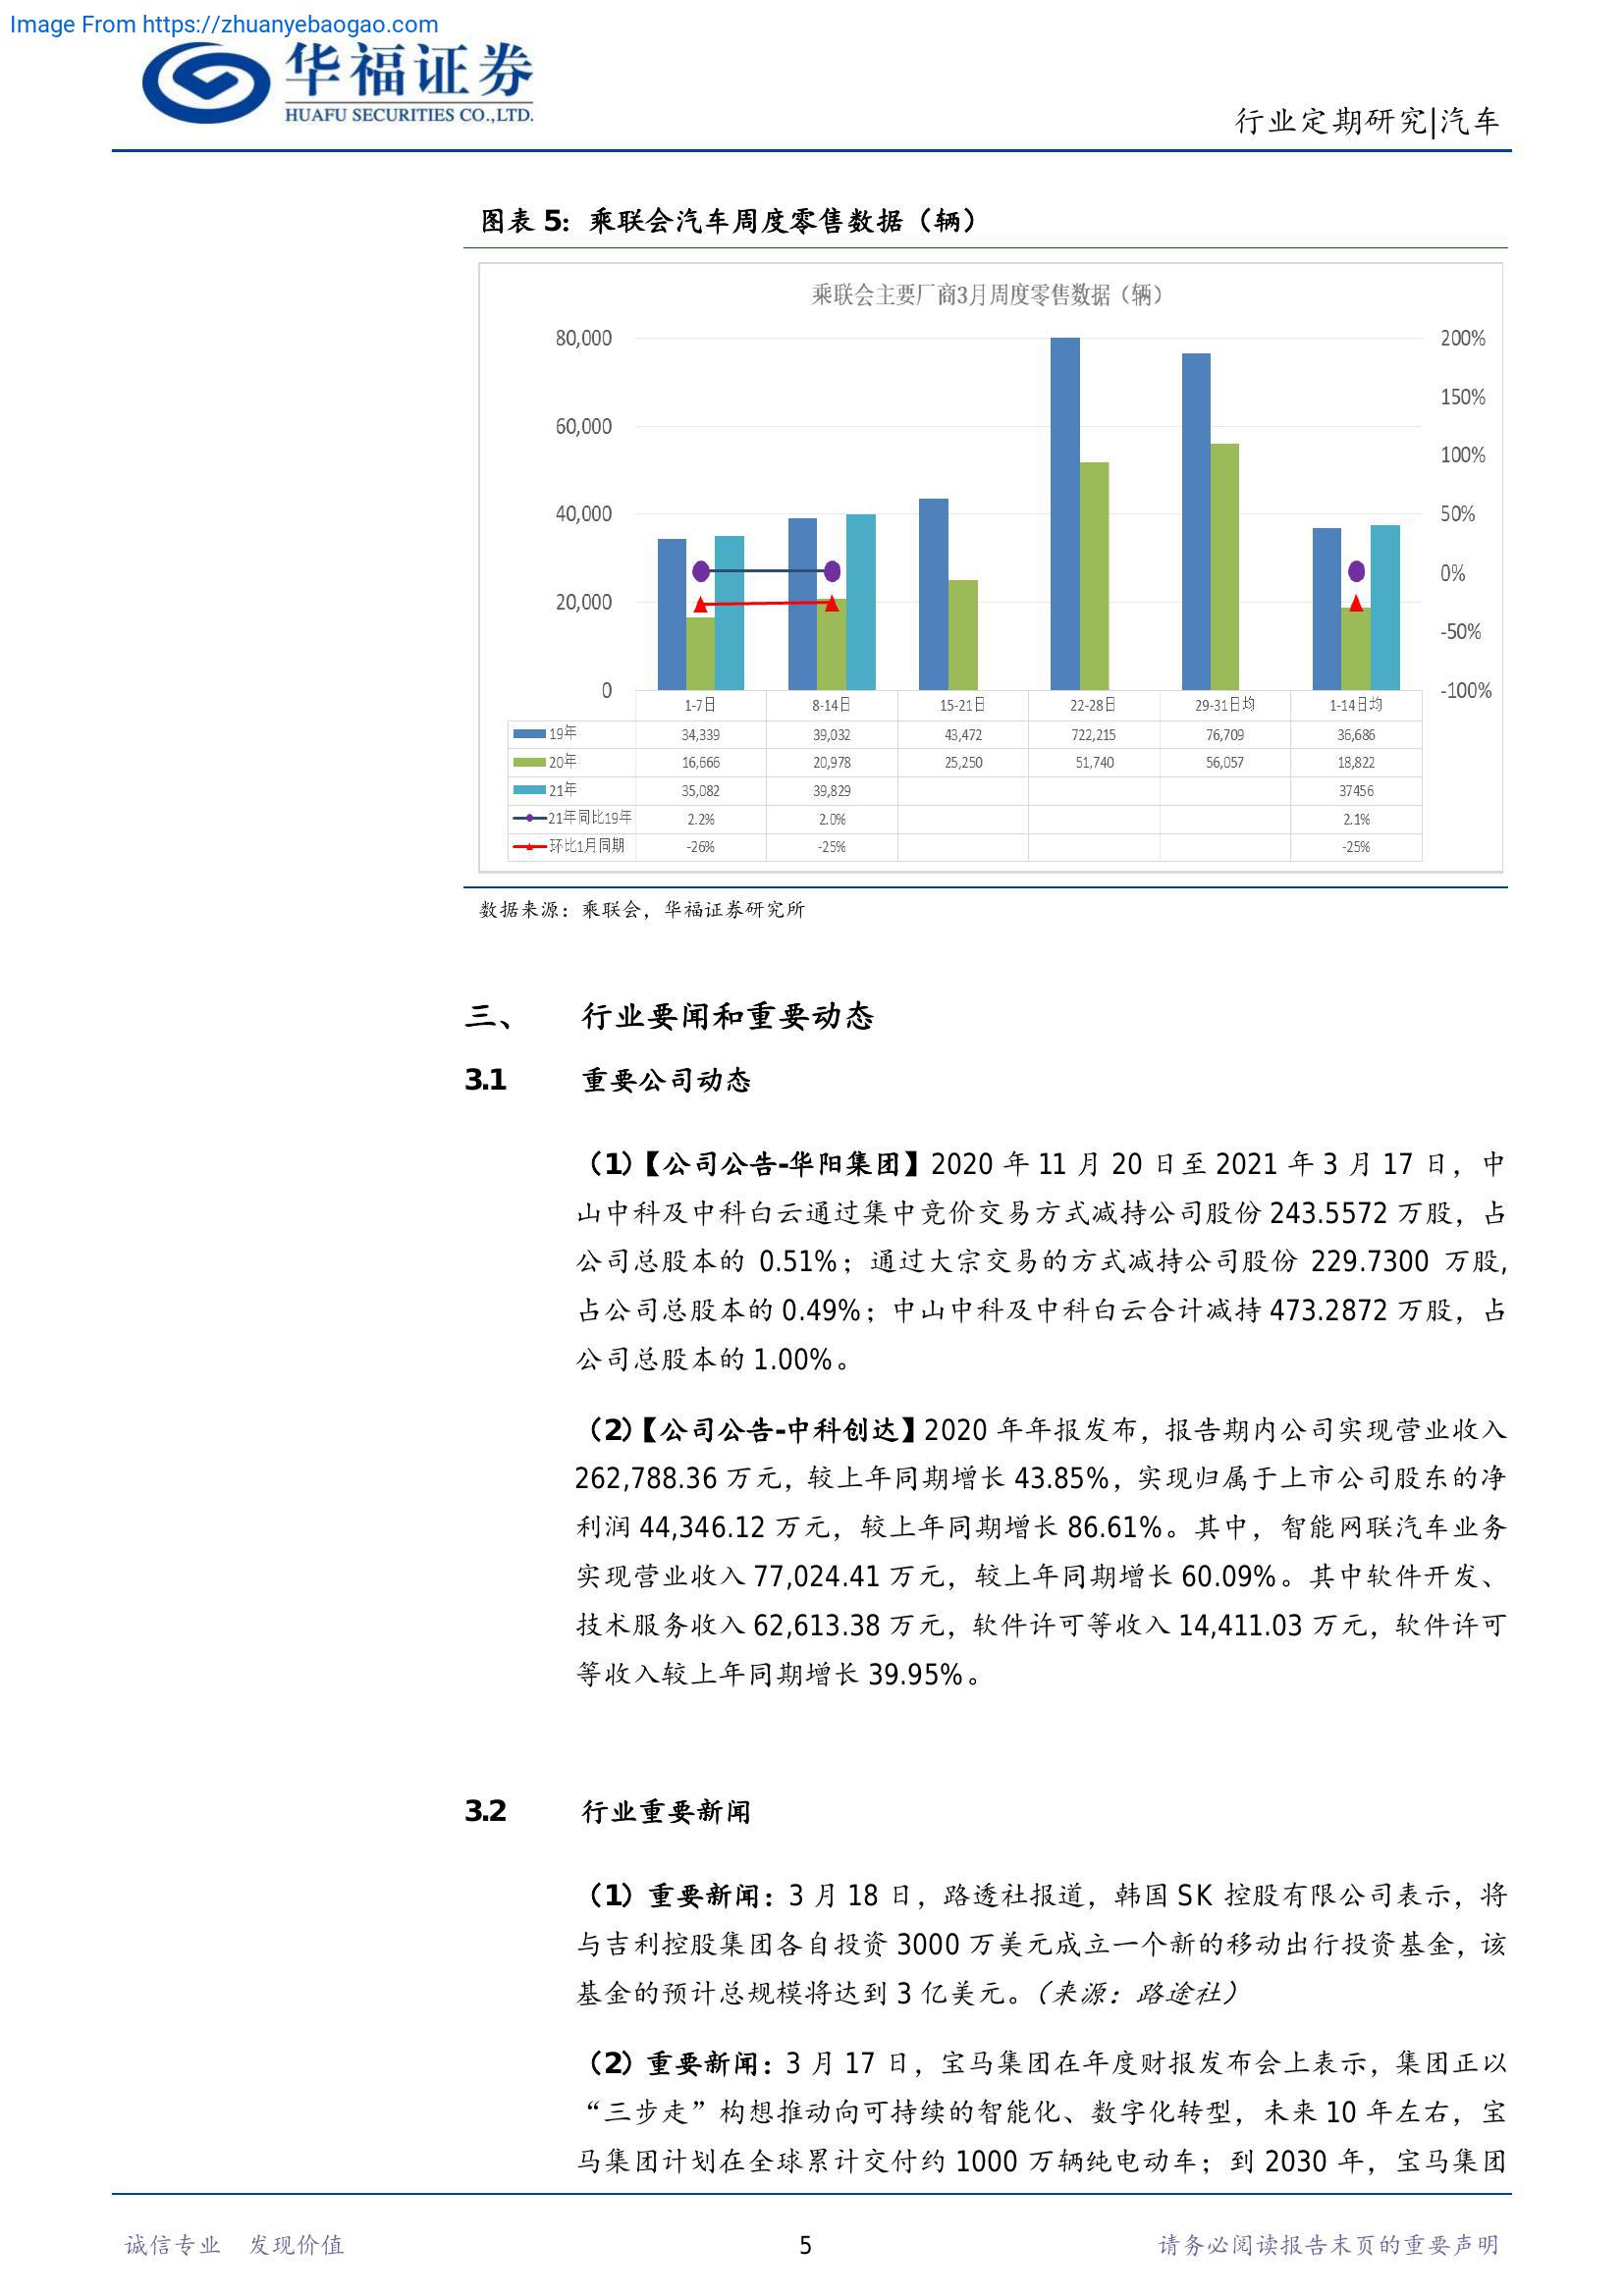 Image From https://zhuanyebaogao.com
华福证券
HUAFU SECURITIES CO.,LTD.
行业定期研究|汽车
图表 5：乘联会汽车周度零售数据（辆）
乘联会主要厂商3月周度零售数据（辆）
80,000 200%
150%
60,000
100%
40,000 50%
0%
20,000
-50%
0 -100%
1-7日 8-14日 15-21日 22-28日 29-31日均 1-14日均
19年 34,339 39,032 43,472 722,215 76,709 36,686
20年 16,666 20,978 25,250 51,740 56,057 18,822
21年 35,082 39,829 37456
21年同比19年 2.2% 2.0% 2.1%
环比1月同期 -26% -25% -25%
数据来源：乘联会，华福证券研究所
三、 行业要闻和重要动态
3.1 重要公司动态
（1）【公司公告-华阳集团】2020 年 11 月 20 日至 2021 年 3 月 17 日，中
山中科及中科白云通过集中竞价交易方式减持公司股份 243.5572 万股，占
公司总股本的 0.51%；通过大宗交易的方式减持公司股份 229.7300 万股，
占公司总股本的 0.49%；中山中科及中科白云合计减持 473.2872 万股，占
公司总股本的 1.00%。
（2）【公司公告-中科创达】2020 年年报发布，报告期内公司实现营业收入
262,788.36 万元，较上年同期增长 43.85%，实现归属于上市公司股东的净
利润 44,346.12 万元，较上年同期增长 86.61%。其中，智能网联汽车业务
实现营业收入 77,024.41 万元，较上年同期增长 60.09%。其中软件开发、
技术服务收入 62,613.38 万元，软件许可等收入 14,411.03 万元，软件许可
等收入较上年同期增长 39.95%。
3.2 行业重要新闻
（1）重要新闻：3 月 18 日，路透社报道，韩国 SK 控股有限公司表示，将
与吉利控股集团各自投资 3000 万美元成立一个新的移动出行投资基金，该
基金的预计总规模将达到 3 亿美元。（来源：路途社）
（2）重要新闻：3 月 17 日，宝马集团在年度财报发布会上表示，集团正以
“三步走”构想推动向可持续的智能化、数字化转型，未来 10 年左右，宝
马集团计划在全球累计交付约 1000 万辆纯电动车；到 2030 年，宝马集团
诚信专业 发现价值 5 请务必阅读报告末页的重要声明